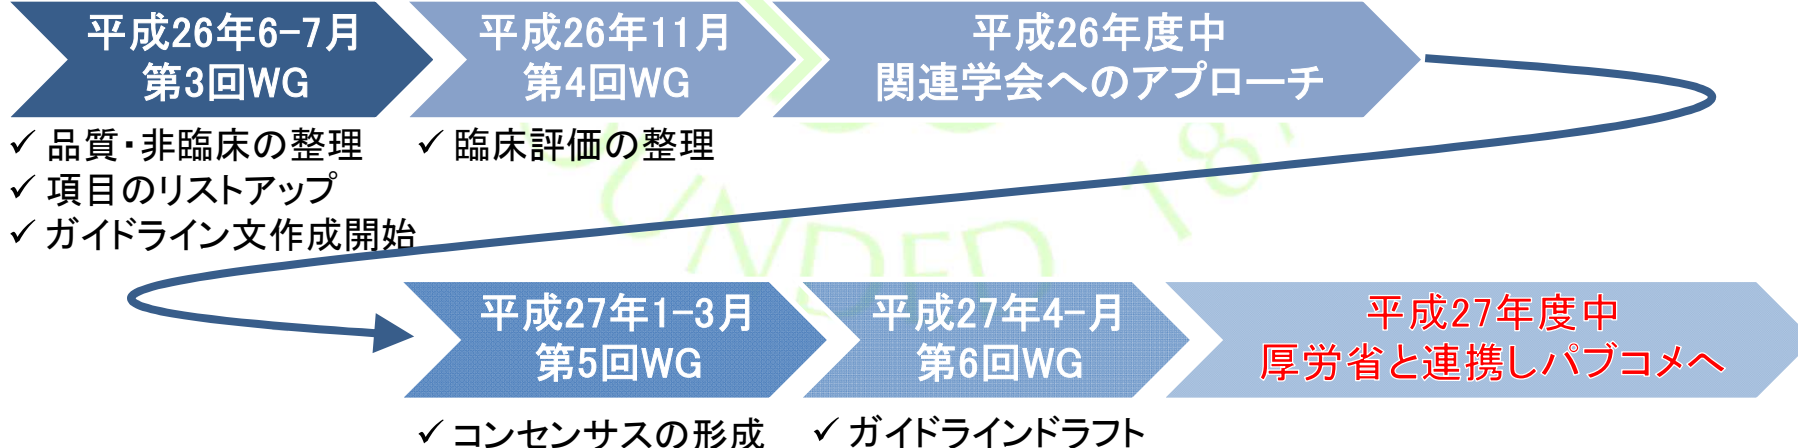 平成26年6-7月
第3回WG
平成26年11月
第4回WG
平成26年度中
関連学会へのアプローチ
✓ 品質・非臨床の整理
✓ 項目のリストアップ
✓ ガイドライン文作成開始
✓ 臨床評価の整理
UNDED 18
平成27年1-3月
第5回WG
平成27年4-月
第6回WG
平成27年度中
厚労省と連携しパブコメへ
✓ コンセンサスの形成
✓ ガイドラインドラフト